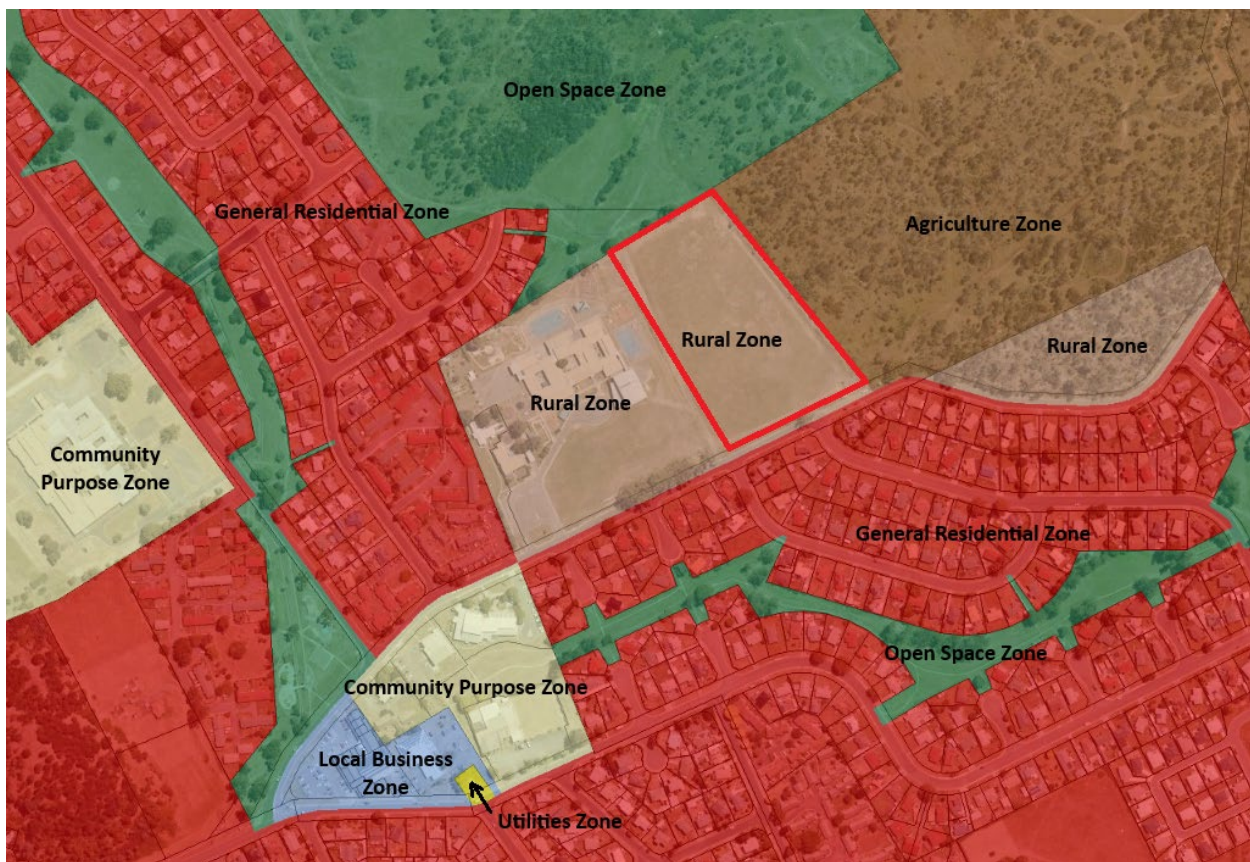 Open Space Zone
General Residential Zone
Agriculture Zone
Rural Zone
Rural Zone
Rural Zone
Community
Purpose Zone
General Residential Zone
Open Space Zone
Community Purpose Zone
Local Business
Zone
Utilities Zone